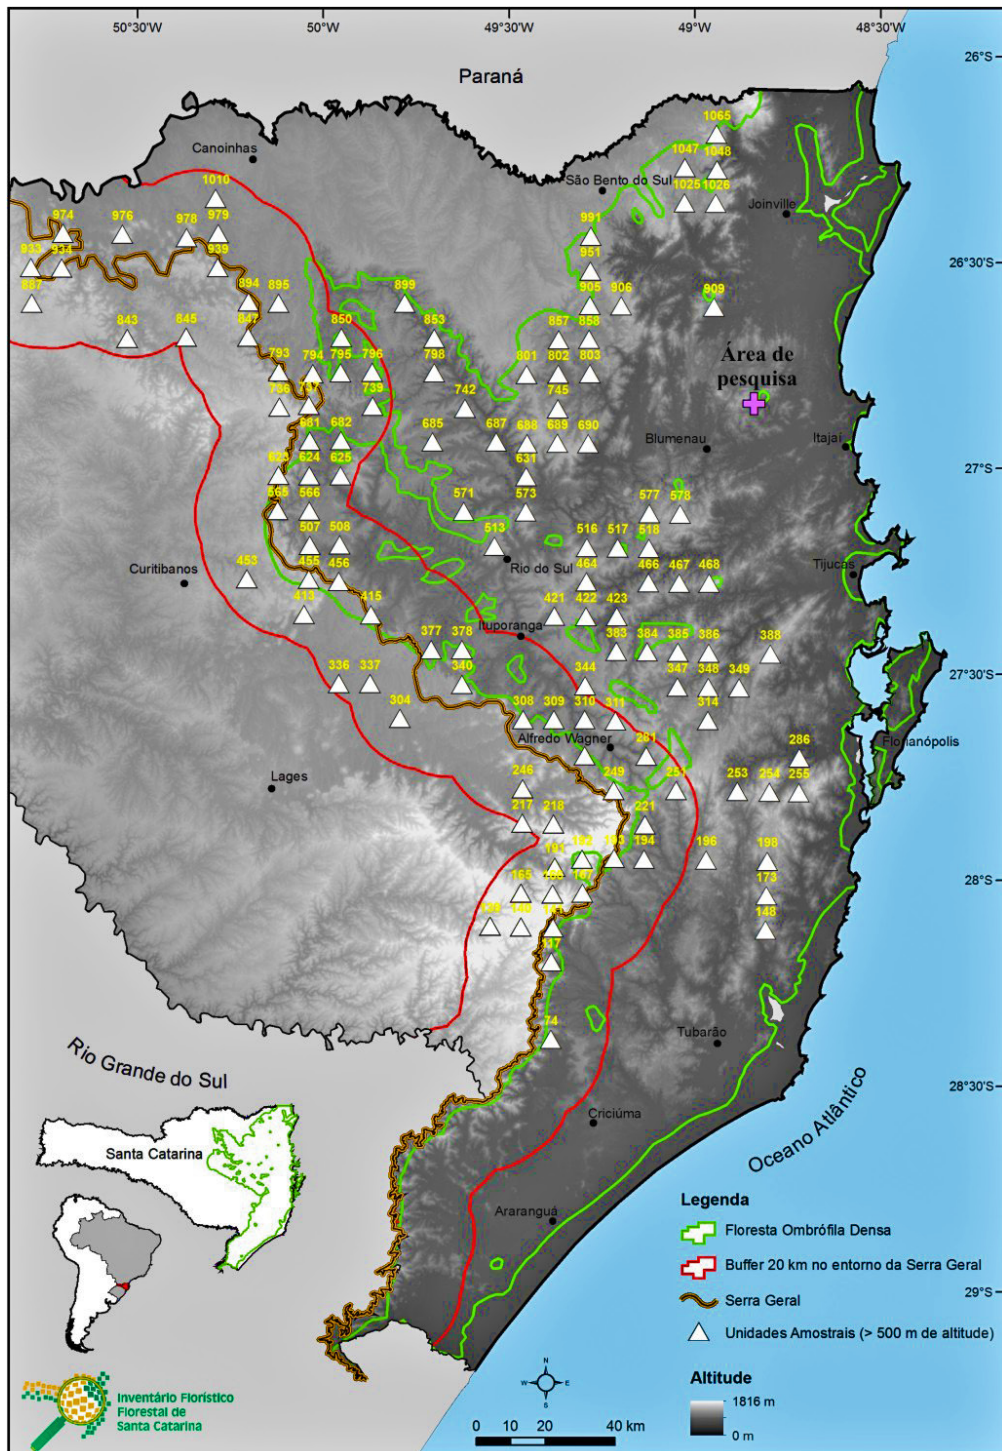 50°30'W
50°W
49°30'W
49°W
48°30'W
26°S
Paraná
1065
Canoinhas
1047
1048
1010
São Bento do Sul
1025
1026
Joinville
974
976
978
979
991
26°30'S
933
934
939
951
887
894
895
899
905
906
909
843
845
847
850
853
857
858
793
794
795
796
798
801
802
803
Área de
pesquisa
736
739
742
745
681
682
685
687
688
689
690
Blumenau
Itajaí
623
624
625
631
27°S
565
566
571
573
577
578
507
508
513
516
517
518
Rio do Sul
Curitibanos
453
455
456
464
466
467
468
Tijucas
413
415
421
422
423
Ituporanga
377
378
383
384
385
386
388
336
337
340
344
347
348
349
27°30'S
304
308
309
310
311
314
Alfredo Wagner
281
286
Florianópolis
Lages
246
249
251
253
254
255
217
218
221
191
192
193
194
196
198
165
166
167
173
28°S
139
140
141
148
117
74
Tubarão
Rio Grande do Sul
28°30'S
Criciúma
Oceano Atlântico
Santa Catarina
Araranguá
Legenda
Floresta Ombrófila Densa
Buffer 20 km no entorno da Serra Geral
Serra Geral
29°S
Unidades Amostrais (> 500 m de altitude)
N
W E
S
Altitude
1816 m
0 m
Inventário Florístico
Florestal de
Santa Catarina
0 10 20 40 km